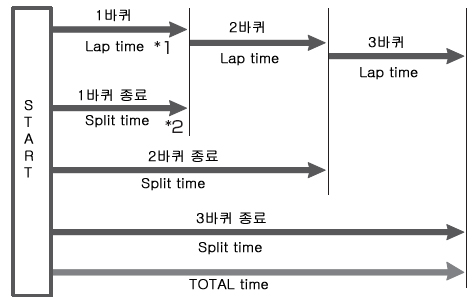 START
1바퀴
Lap time *1
2바퀴
Lap time
3바퀴
Lap time
1바퀴 종료
Split time *2
2바퀴 종료
Split time
3바퀴 종료
Split time
TOTAL time